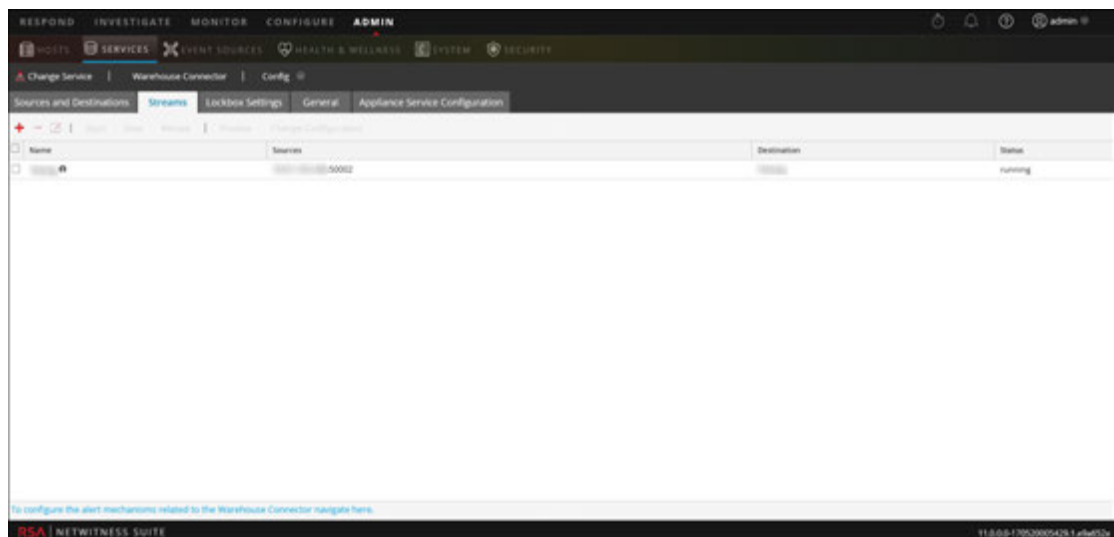 RESPOND INVESTIGATE MONITOR CONFIGURE ADMIN admin
HOSTS SERVICES EVENT SOURCES HEALTH & WELLNESS SYSTEM SECURITY
Change Service | Warehouse Connector | Config
Sources and Destinations Streams Lockbox Settings General Appliance Service Configuration
Change Configuration
Name Sources Destination Status
50002 running
To configure the alert mechanisms related to the Warehouse Connector navigate here.
RSA | NETWITNESS SUITE